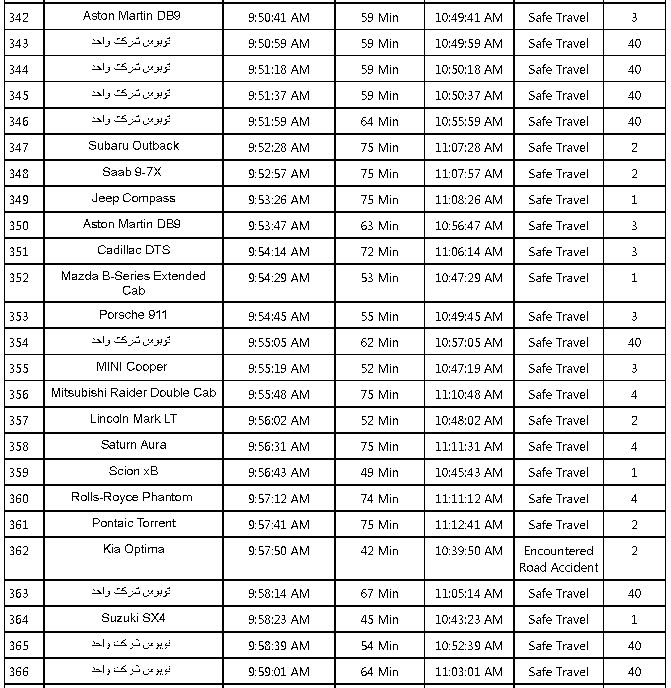 342 Aston Martin DB9 9:50:41 AM 59 Min 10:49:41 AM Safe Travel 3
343 توبوس شرکت واحد 9:50:59 AM 59 Min 10:49:59 AM Safe Travel 40
344 توبوس شرکت واحد 9:51:18 AM 59 Min 10:50:18 AM Safe Travel 40
345 توبوس شرکت واحد 9:51:37 AM 59 Min 10:50:37 AM Safe Travel 40
346 توبوس شرکت واحد 9:51:59 AM 64 Min 10:55:59 AM Safe Travel 40
347 Subaru Outback 9:52:28 AM 75 Min 11:07:28 AM Safe Travel 2
348 Saab 9-7X 9:52:57 AM 75 Min 11:07:57 AM Safe Travel 2
349 Jeep Compass 9:53:26 AM 75 Min 11:08:26 AM Safe Travel 1
350 Aston Martin DB9 9:53:47 AM 63 Min 10:56:47 AM Safe Travel 3
351 Cadillac DTS 9:54:14 AM 72 Min 11:06:14 AM Safe Travel 3
352 Mazda B-Series Extended 9:54:29 AM 53 Min 10:47:29 AM Safe Travel 1
Cab
353 Porsche 911 9:54:45 AM 55 Min 10:49:45 AM Safe Travel 3
354 توبوس شرکت واحد 9:55:05 AM 62 Min 10:57:05 AM Safe Travel 40
355 MINI Cooper 9:55:19 AM 52 Min 10:47:19 AM Safe Travel 3
356 Mitsubishi Raider Double Cab 9:55:48 AM 75 Min 11:10:48 AM Safe Travel 4
357 Lincoln Mark LT 9:56:02 AM 52 Min 10:48:02 AM Safe Travel 2
358 Saturn Aura 9:56:31 AM 75 Min 11:11:31 AM Safe Travel 4
359 Scion xB 9:56:43 AM 49 Min 10:45:43 AM Safe Travel 1
360 Rolls-Royce Phantom 9:57:12 AM 74 Min 11:11:12 AM Safe Travel 4
361 Pontaic Torrent 9:57:41 AM 75 Min 11:12:41 AM Safe Travel 2
362 Kia Optima 9:57:50 AM 42 Min 10:39:50 AM Encountered 2
Road Accident
363 توبوس شرکت واحد 9:58:14 AM 67 Min 11:05:14 AM Safe Travel 40
364 Suzuki SX4 9:58:23 AM 45 Min 10:43:23 AM Safe Travel 1
365 توبوس شرکت واحد 9:58:39 AM 54 Min 10:52:39 AM Safe Travel 40
366 توبوس شرکت واحد 9:59:01 AM 64 Min 11:03:01 AM Safe Travel 40